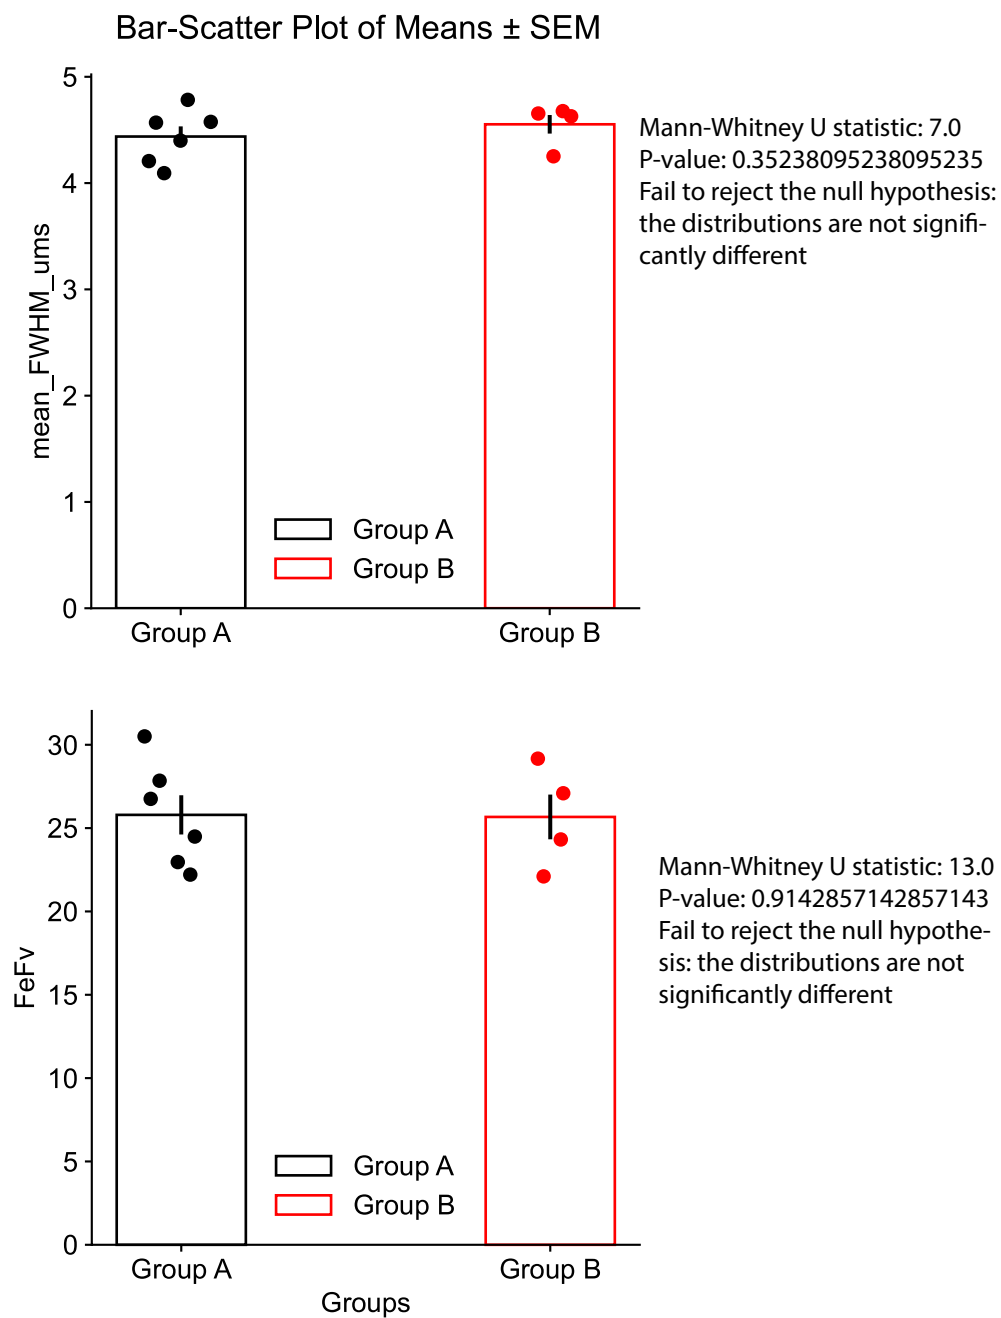 Bar-Scatter Plot of Means ± SEM
5
4
3
2
1
0
mean_FWHM_ums
Group A
Group B
Group A
Group B
Mann-Whitney U statistic: 7.0
P-value: 0.35238095238095235
Fail to reject the null hypothesis:
the distributions are not signifi-
cantly different
30
25
20
15
10
5
0
FeFv
Group A
Group B
Group A
Group B
Groups
Mann-Whitney U statistic: 13.0
P-value: 0.9142857142857143
Fail to reject the null hypothe-
sis: the distributions are not
significantly different